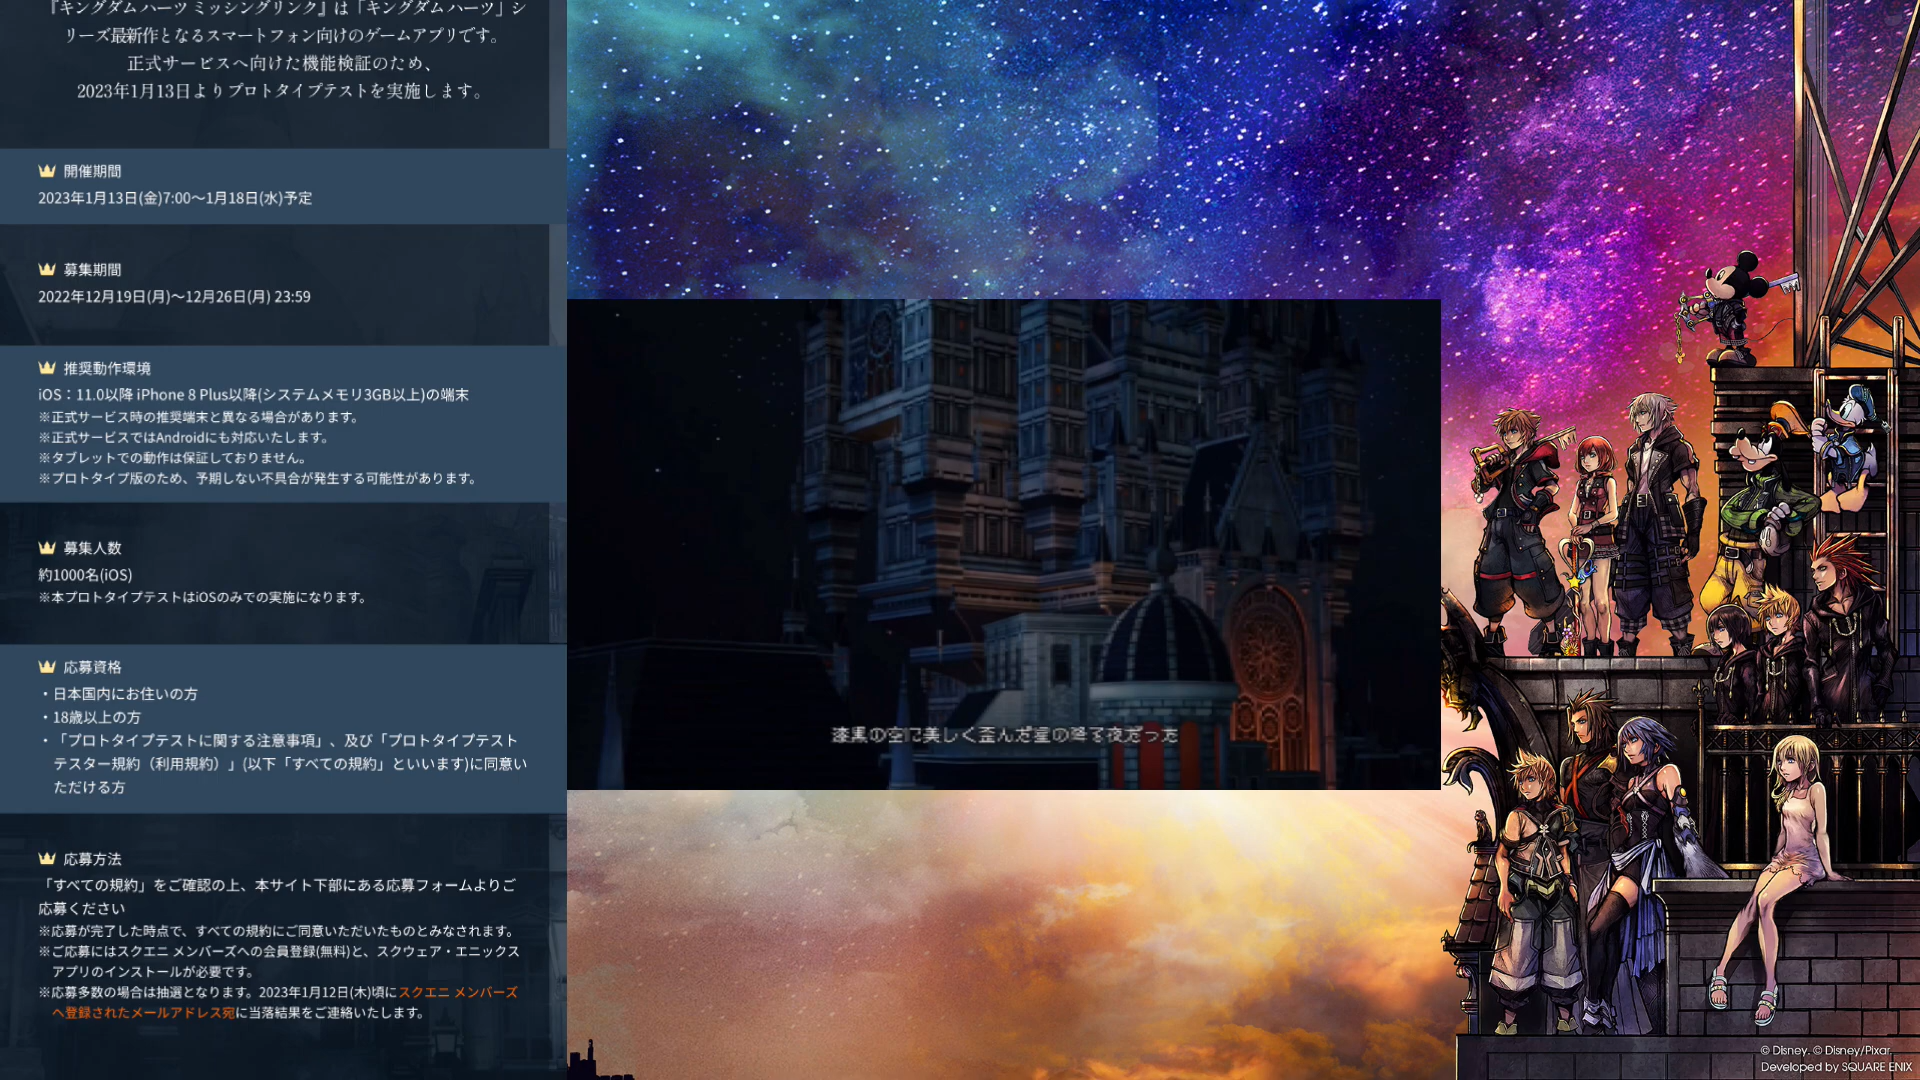 『キングダム ハーツ ミッシングリンク』は「キングダム ハーツ」シ
リーズ最新作となるスマートフォン向けのゲームアプリです。
正式サービスへ向けた機能検証のため、
2023年1月13日よりプロトタイプテストを実施します。
開催期間
2023年1月13日(金)7:00～1月18日(水)予定
募集期間
2022年12月19日(月)～12月26日(月) 23:59
推奨動作環境
iOS：11.0以降 iPhone 8 Plus以降(システムメモリ3GB以上)の端末
※正式サービス時の推奨端末と異なる場合があります。
※正式サービスではAndroidにも対応いたします。
※タブレットでの動作は保証しておりません。
※プロトタイプ版のため、予期しない不具合が発生する可能性があります。
募集人数
約1000名(iOS)
※本プロトタイプテストはiOSのみでの実施になります。
応募資格
・日本国内にお住いの方
・18歳以上の方
・「プロトタイプテストに関する注意事項」、及び「プロトタイプテスト
テスター規約（利用規約）」(以下「すべての規約」といいます)に同意い
ただける方
応募方法
「すべての規約」をご確認の上、本サイト下部にある応募フォームよりご
応募ください
※応募が完了した時点で、すべての規約にご同意いただいたものとみなされます。
※ご応募にはスクエニ メンバーズへの会員登録(無料)と、スクウェア・エニックス
アプリのインストールが必要です。
※応募多数の場合は抽選となります。2023年1月12日(木)頃にスクエニ メンバーズ
へ登録されたメールアドレス宛に当落結果をご連絡いたします。
漆黒の空に美しく歪んだ星の降る夜だった
© Disney. © Disney/Pixar.
Developed by SQUARE ENIX